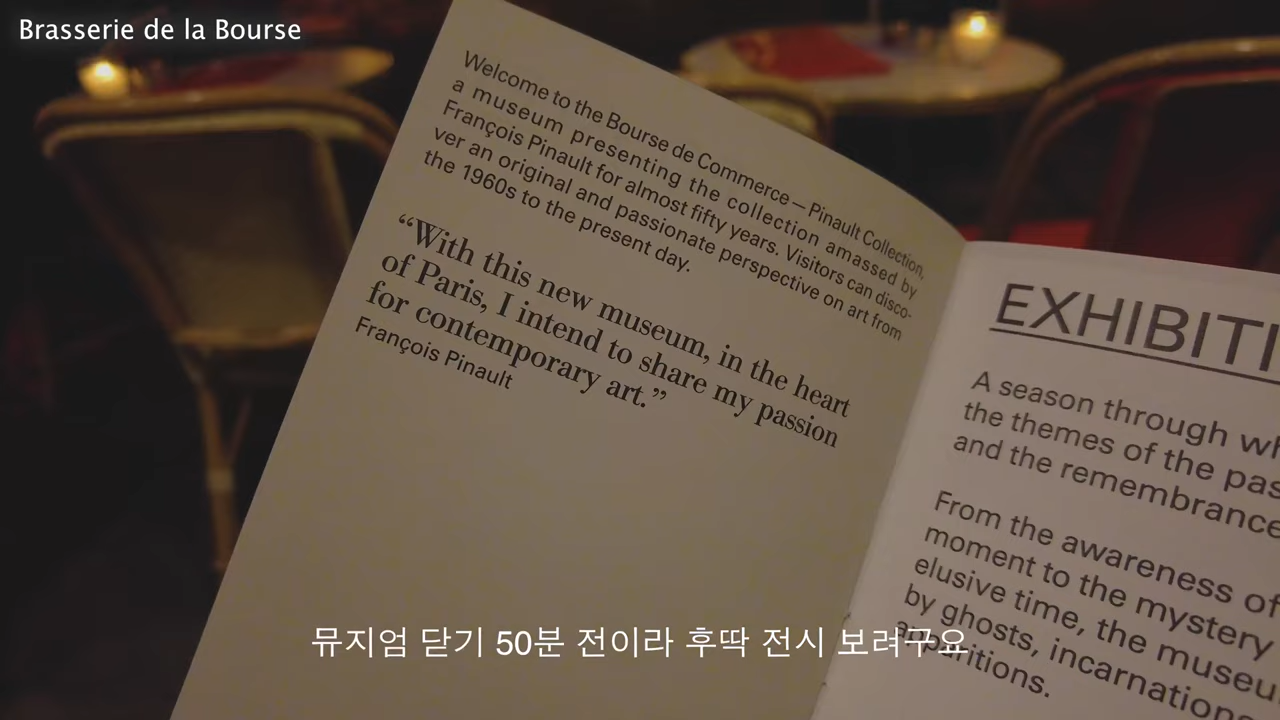 Brasserie de la Bourse
Welcome to the Bourse de Commerce — Pinault Collection,
a museum presenting the collection amassed by
François Pinault for almost fifty years. Visitors can disco-
ver an original and passionate perspective on art from
the 1960s to the present day.
“With this new museum, in the heart
of Paris, I intend to share my passion
for contemporary art.”
François Pinault
EXHIBITI
A season through wh
the themes of the pas
and the remembrance
From the awareness of
moment to the mystery
elusive time, the museu
by ghosts, incarnations
apparitions.
뮤지엄 닫기 50분 전이라 후딱 전시 보려구요